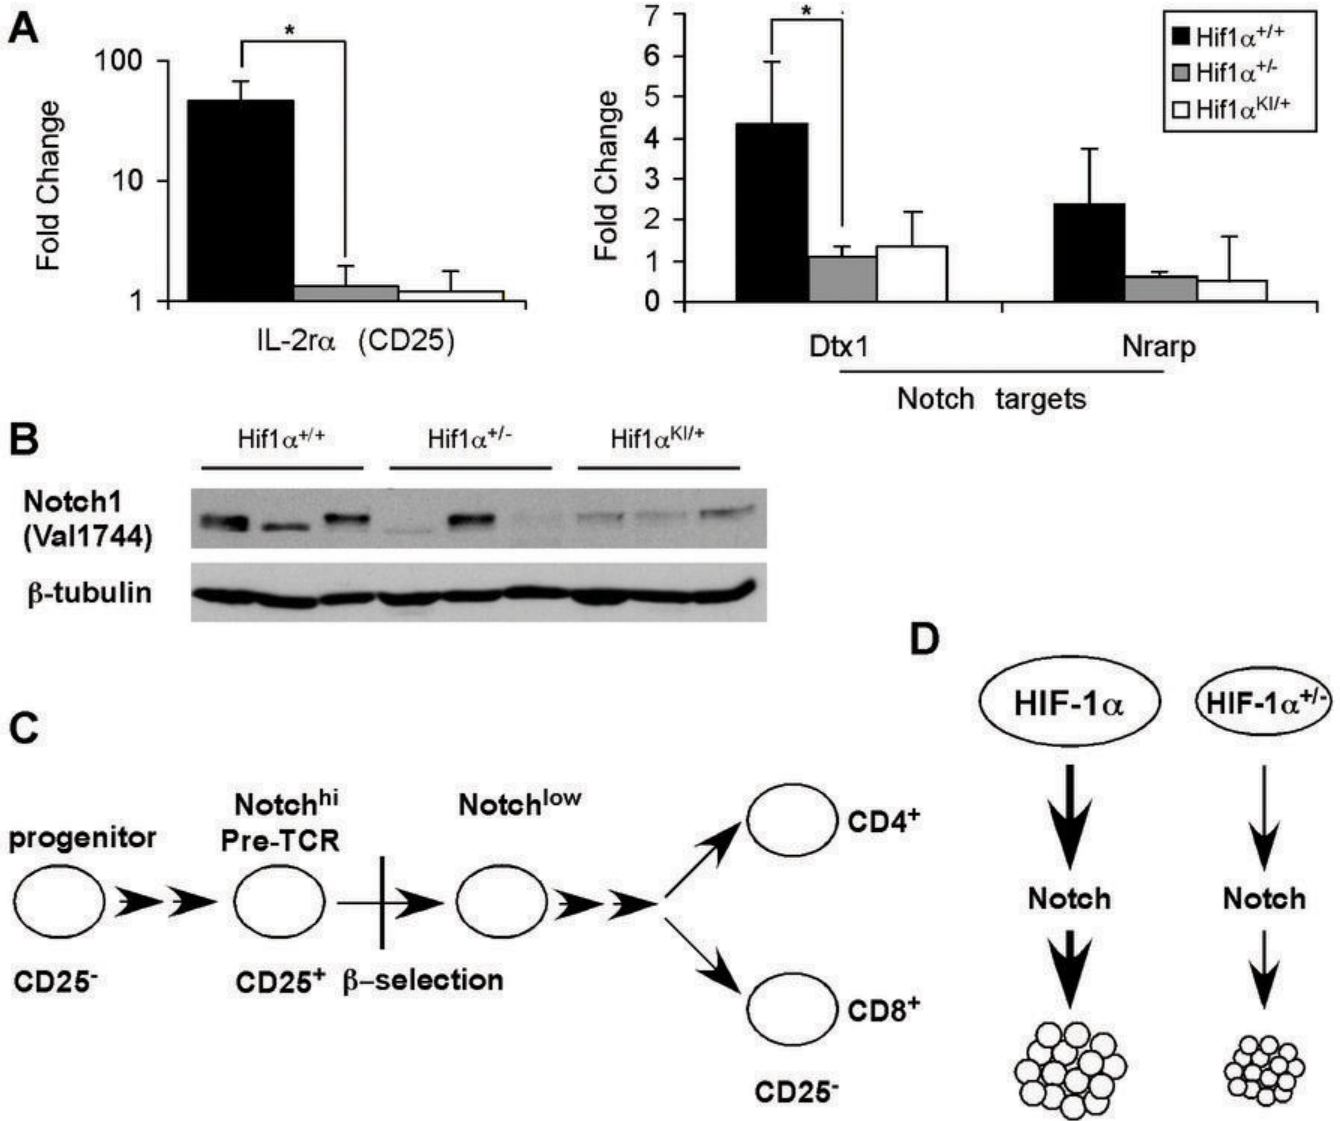 A
Fold Change
100
10
1
*
IL-2rα (CD25)
Fold Change
7
6
5
4
3
2
1
0
*
Dtx1
Nrarp
Notch targets
Hif1α+/+
Hif1α+/-
Hif1αKI/+
B
Hif1α+/+
Hif1α+/-
Hif1αKI/+
Notch1
(Val1744)
β-tubulin
C
progenitor
CD25-
Notchhi
Pre-TCR
CD25+
β–selection
Notchlow
CD4+
CD8+
CD25-
D
HIF-1α
HIF-1α+/-
Notch
Notch